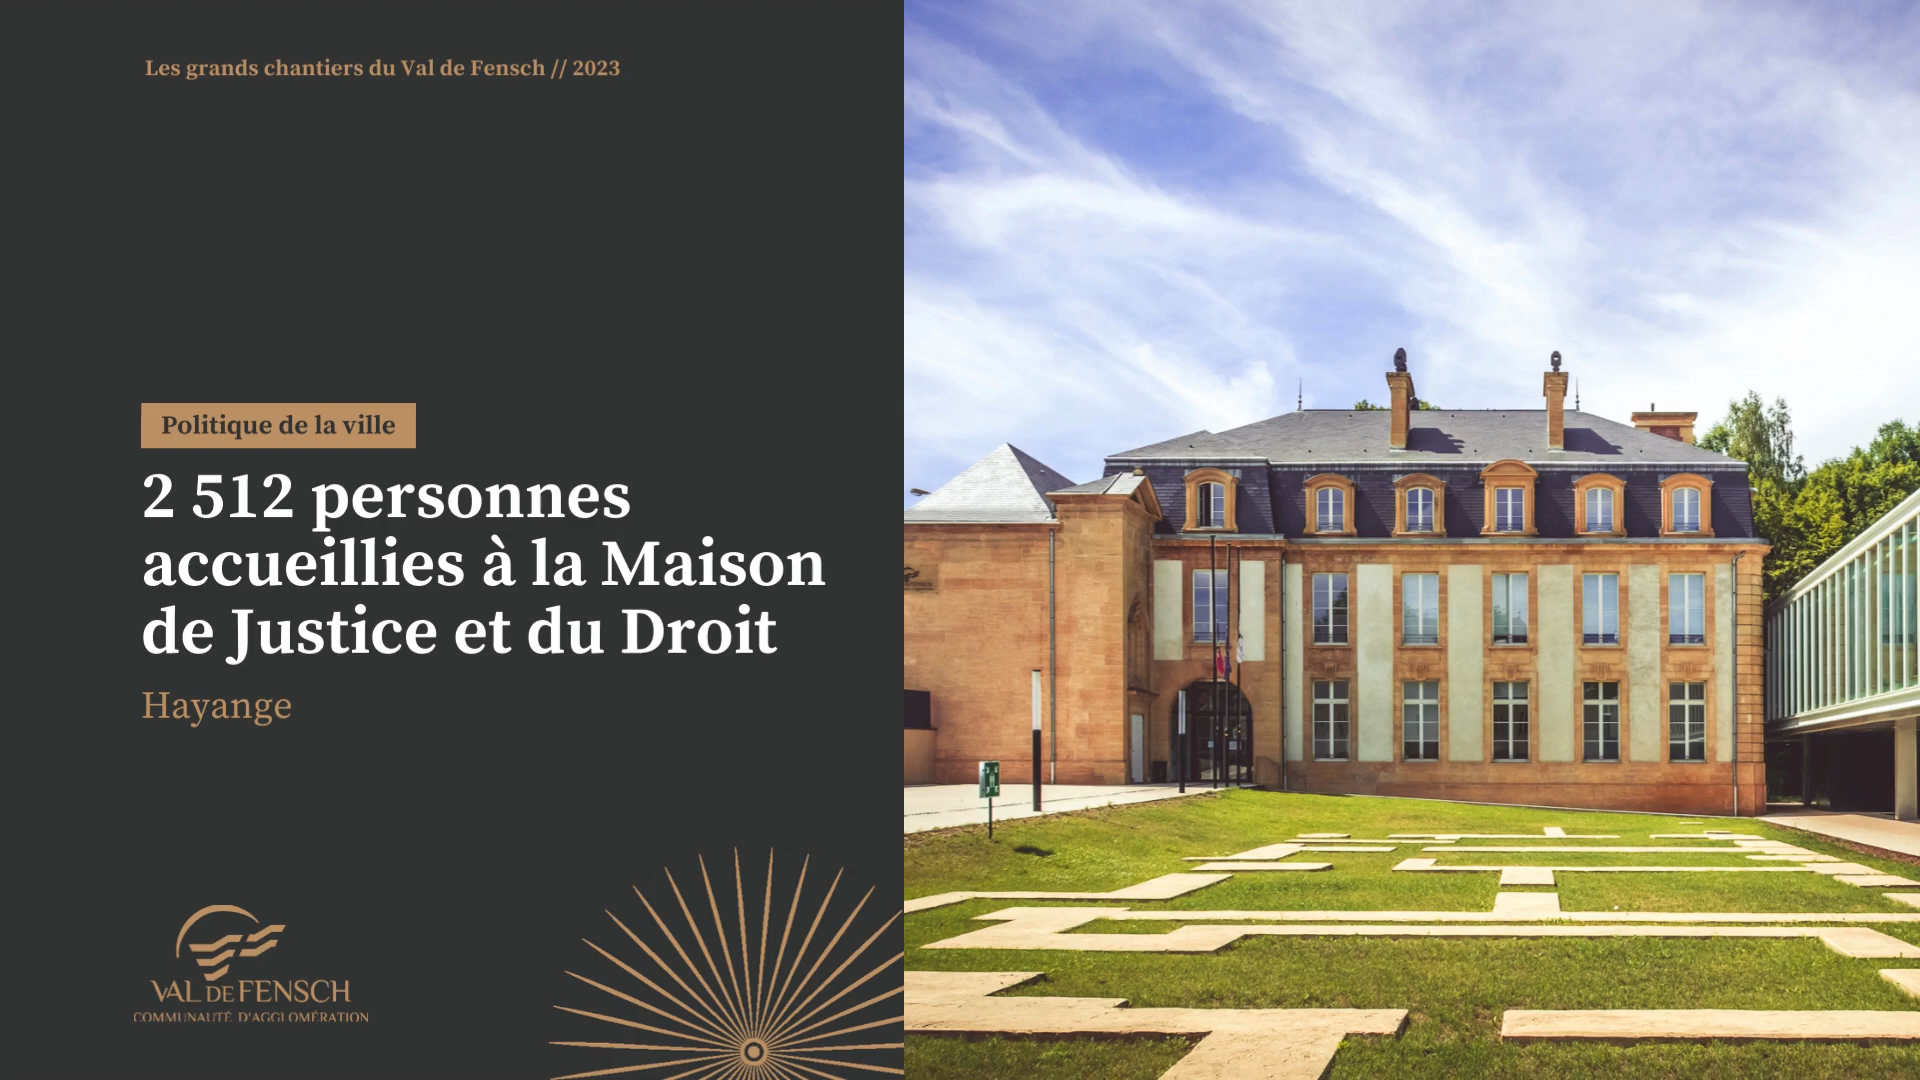 Les grands chantiers du Val de Fensch // 2023
Politique de la ville
2 512 personnes
accueillies à la Maison
de Justice et du Droit
Hayange
VAL DE FENSCH
COMMUNAUTÉ D'AGGLOMÉRATION